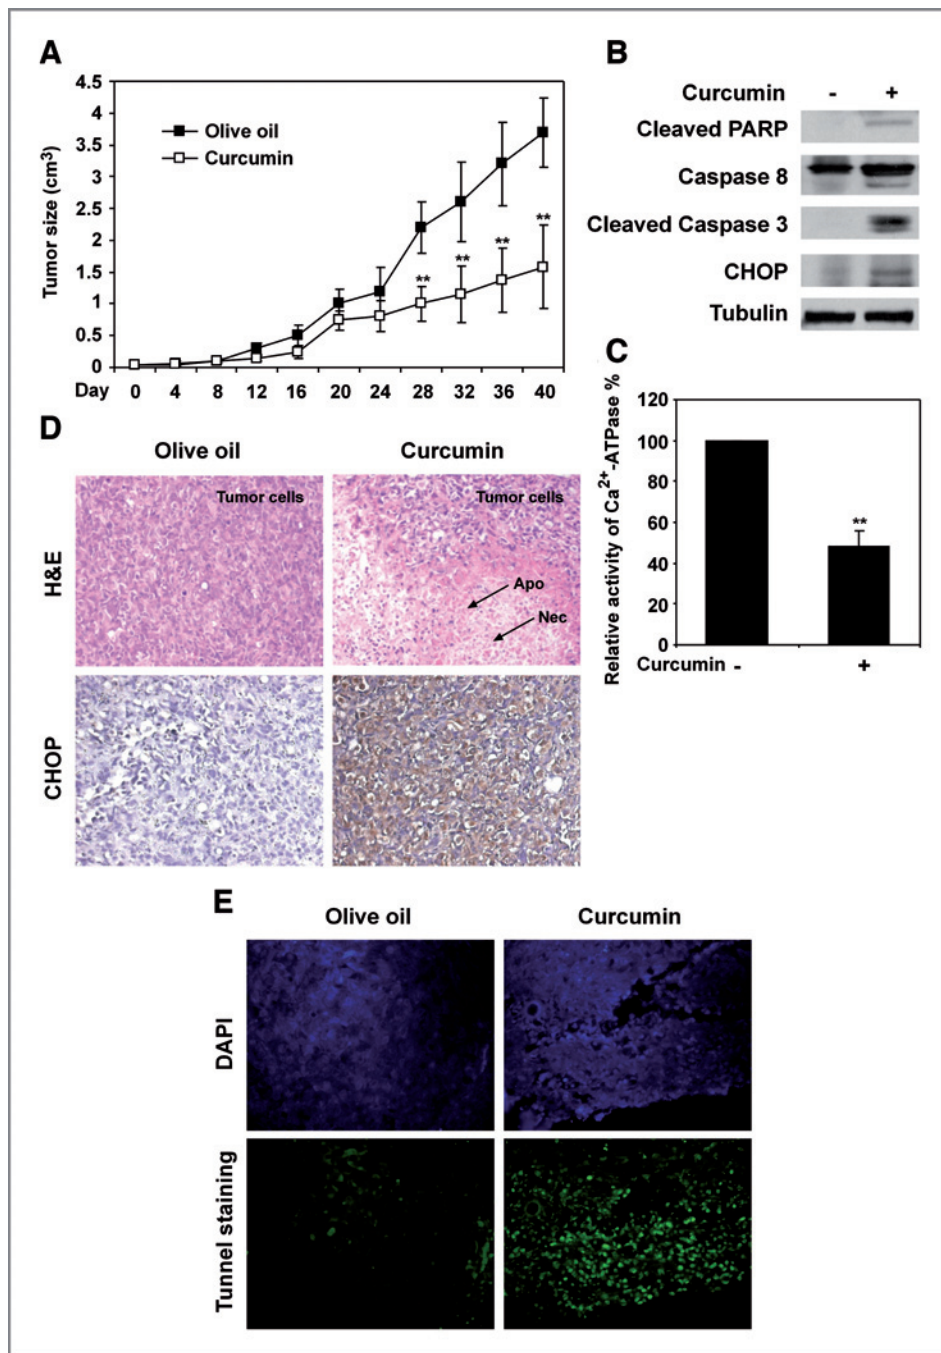 A
Tumor size (cm³)
4.5
4
3.5
3
2.5
2
1.5
1
0.5
0
Olive oil
Curcumin
** ** ** **
Day 0 4 8 12 16 20 24 28 32 36 40
B
Curcumin - +
Cleaved PARP
Caspase 8
Cleaved Caspase 3
CHOP
Tubulin
C
Relative activity of Ca²⁺-ATPase %
120
100
80
60
40
20
0
**
Curcumin - +
D
Olive oil Curcumin
H&E
Tumor cells
Tumor cells
Apo
Nec
CHOP
E
Olive oil Curcumin
DAPI
Tunnel staining